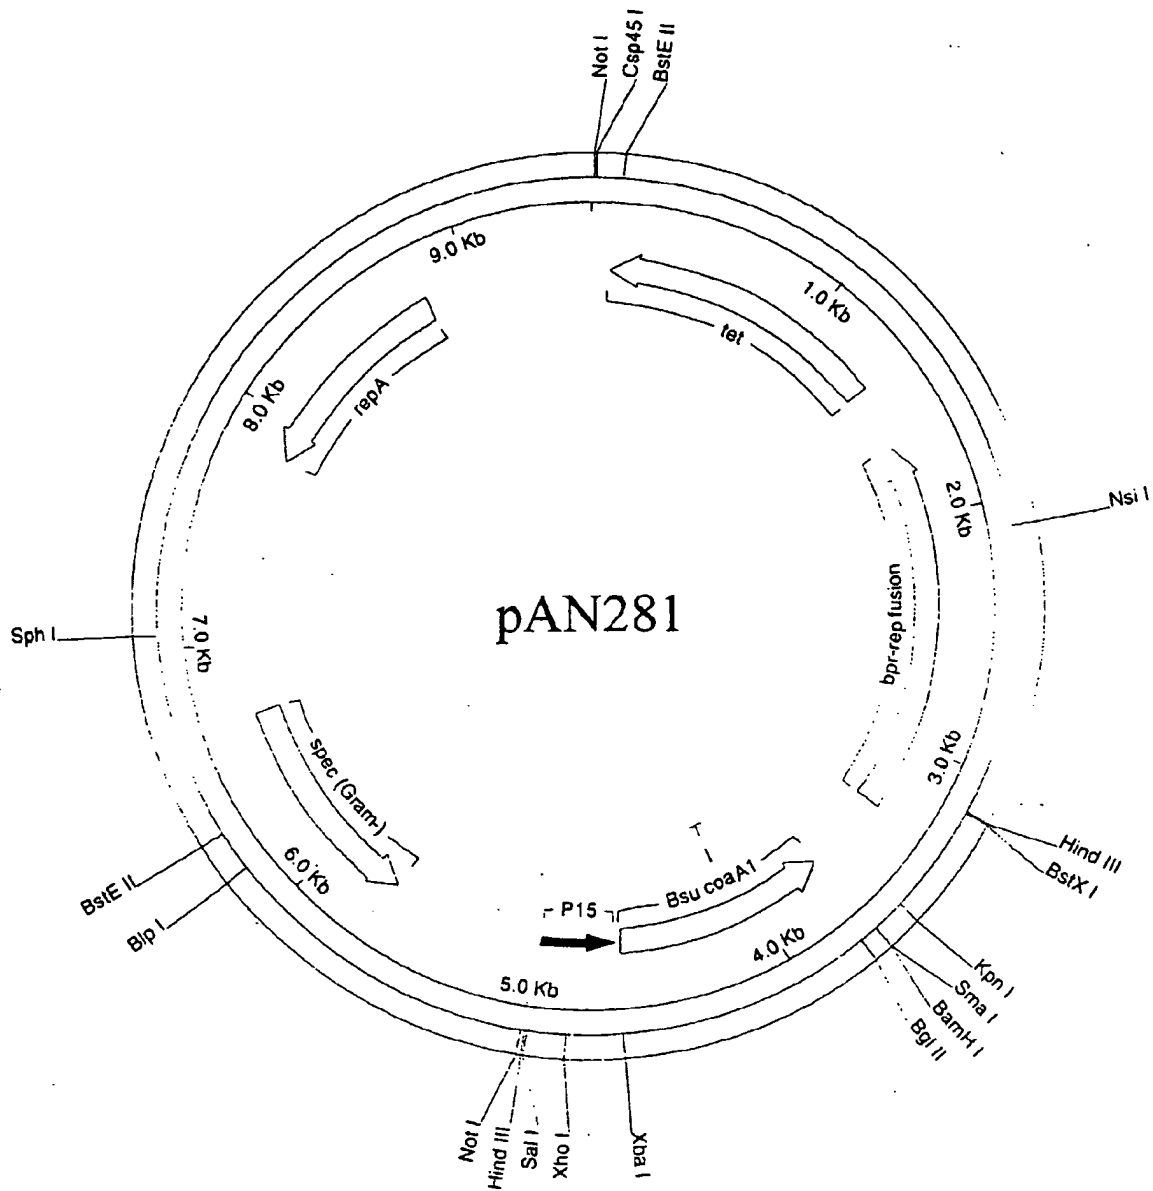 Not I
Csp45 I
BstE II
9.0 Kb
1.0 Kb
tet
repA
8.0 Kb
2.0 Kb
Nsi I
bpr-rep fusion
pAN281
Sph I
7.0 Kb
spec (Gram-)
3.0 Kb
Hind III
BstX I
T
Bsu coaA1
P15
6.0 Kb
BstE II
Blp I
4.0 Kb
5.0 Kb
Kpn I
Sma I
BamH I
Bgl II
Not I
Hind III
Sal I
Xho I
Xba I